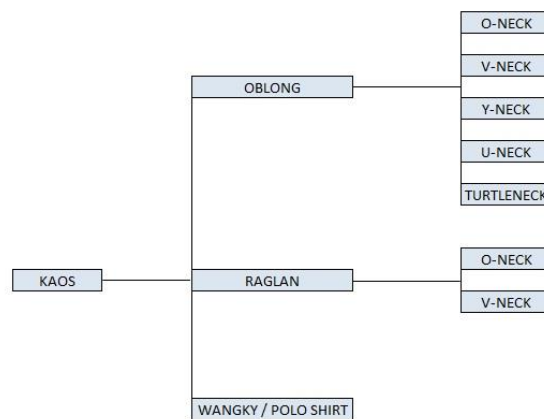 O-NECK
V-NECK
OBLONG
Y-NECK
U-NECK
TURTLENECK
O-NECK
KAOS
RAGLAN
V-NECK
WANGKY / POLO SHIRT